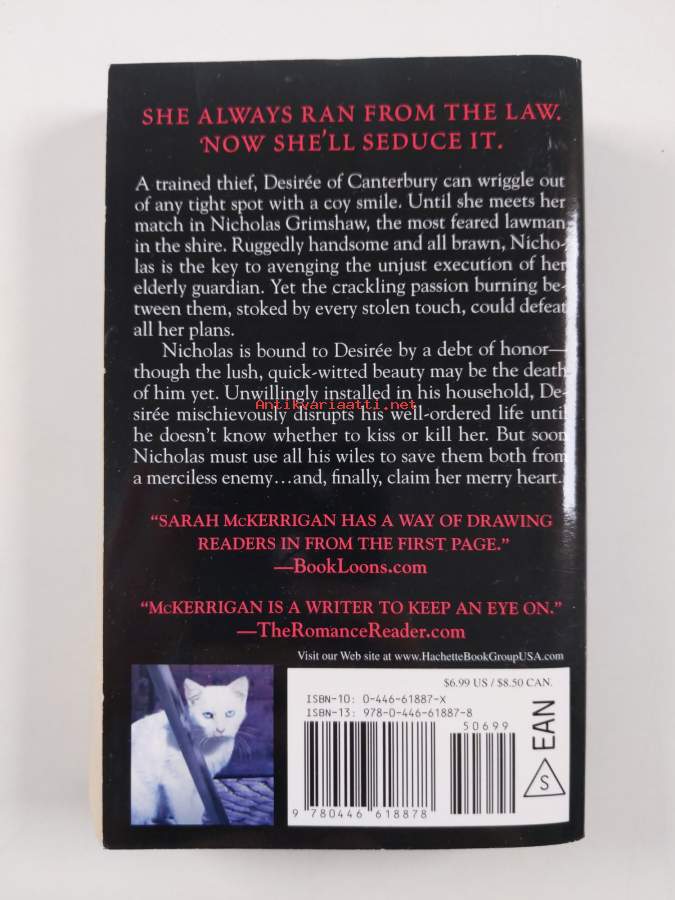 SHE ALWAYS RAN FROM THE LAW.
NOW SHE'LL SEDUCE IT.
A trained thief, Desirée of Canterbury can wriggle out
of any tight spot with a coy smile. Until she meets her
match in Nicholas Grimshaw, the most feared lawman
in the shire. Ruggedly handsome and all brawn, Nicho-
las is the key to avenging the unjust execution of her
elderly guardian. Yet the crackling passion burning be-
tween them, stoked by every stolen touch, could defeat
all her plans.
Nicholas is bound to Desirée by a debt of honor—
though the lush, quick-witted beauty may be the death
of him yet. Unwillingly installed in his household, De-
Antikvariaatti.net
sirée mischievously disrupts his well-ordered life until
he doesn't know whether to kiss or kill her. But soon
Nicholas must use all his wiles to save them both from
a merciless enemy…and, finally, claim her merry heart.
"SARAH McKERRIGAN HAS A WAY OF DRAWING
READERS IN FROM THE FIRST PAGE."
—BookLoons.com
"McKERRIGAN IS A WRITER TO KEEP AN EYE ON."
—TheRomanceReader.com
Visit our Web site at www.HachetteBookGroupUSA.com
$6.99 US / $8.50 CAN.
ISBN-10: 0-446-61887-X
ISBN-13: 978-0-446-61887-8
50699
9 780446 618878
S
EAN